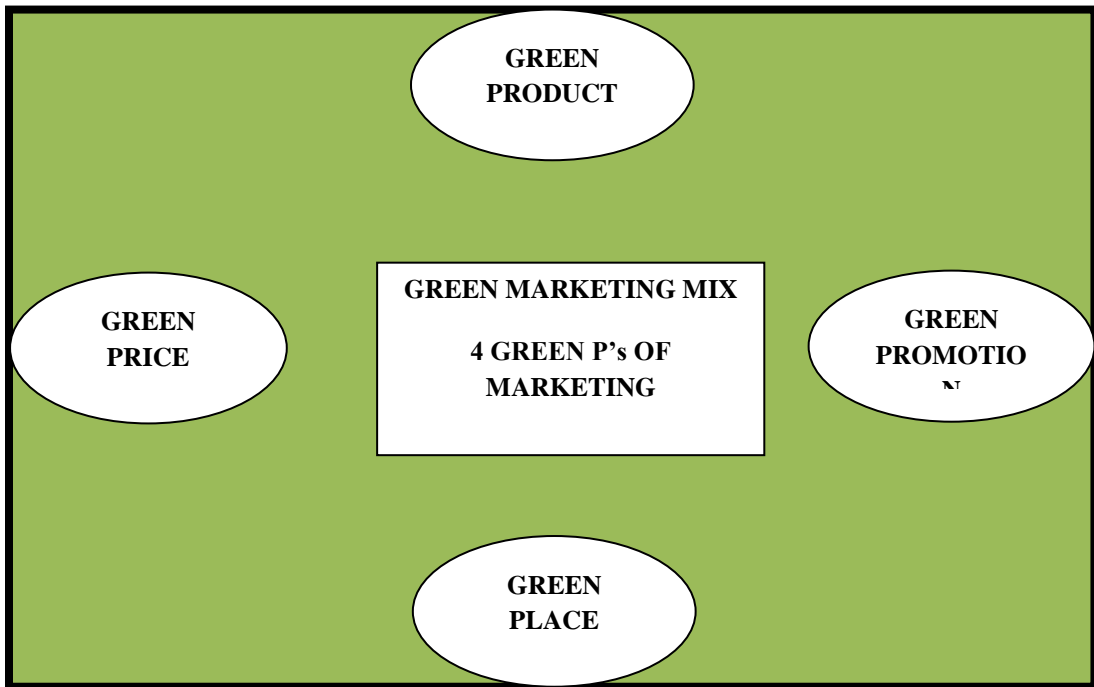 GREEN
PRODUCT
GREEN MARKETING MIX
4 GREEN P’s OF
MARKETING
GREEN
PRICE
GREEN
PROMOTIO
N
GREEN
PLACE